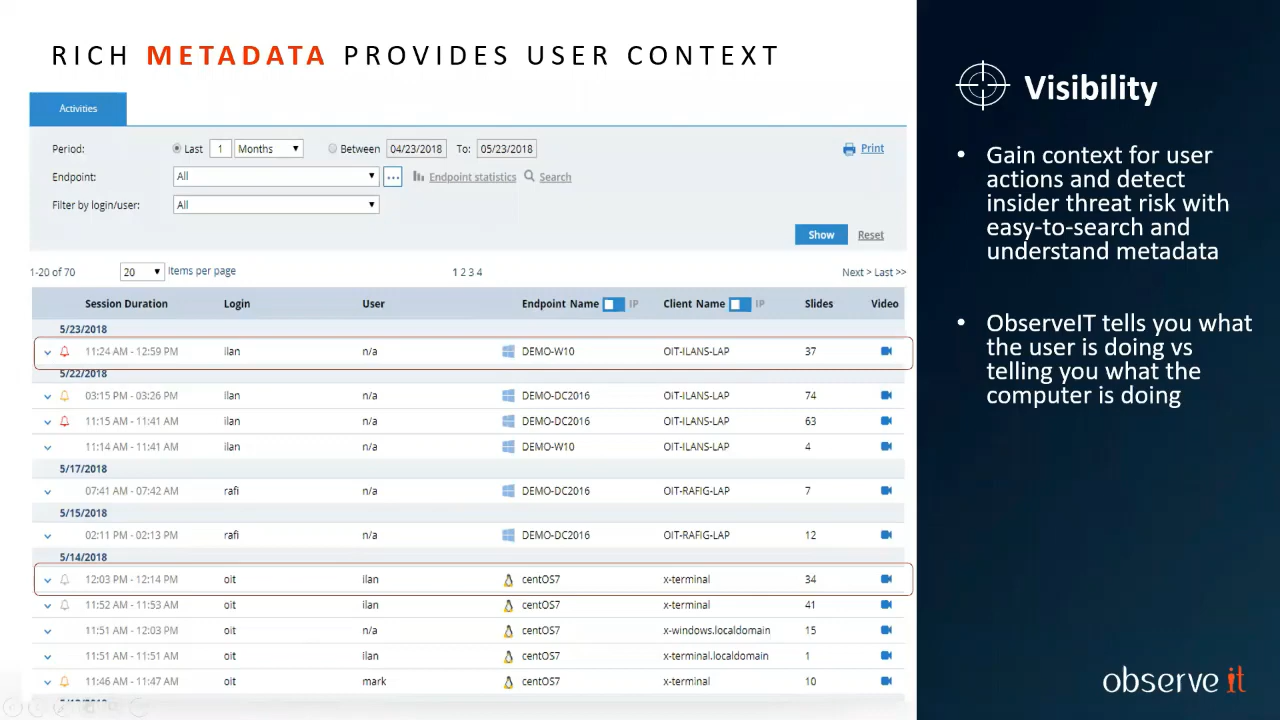 RICH METADATA PROVIDES USER CONTEXT
Activities
Period: Last 1 Months Between 04/23/2018 To: 05/23/2018 Print
Endpoint: All ... Endpoint statistics Search
Filter by login/user: All
Show Reset
1-20 of 70 20 Items per page 1 2 3 4 Next > Last >>
Session Duration Login User Endpoint Name IP Client Name IP Slides Video
5/23/2018
11:24 AM - 12:59 PM ilan n/a DEMO-W10 OIT-ILANS-LAP 37
5/22/2018
03:15 PM - 03:26 PM ilan n/a DEMO-DC2016 OIT-ILANS-LAP 74
11:15 AM - 11:41 AM ilan n/a DEMO-DC2016 OIT-ILANS-LAP 63
11:14 AM - 11:41 AM ilan n/a DEMO-W10 OIT-ILANS-LAP 4
5/17/2018
07:41 AM - 07:42 AM rafi n/a DEMO-DC2016 OIT-RAFIG-LAP 7
5/15/2018
02:11 PM - 02:13 PM rafi n/a DEMO-DC2016 OIT-RAFIG-LAP 12
5/14/2018
12:03 PM - 12:14 PM oit ilan centOS7 x-terminal 34
11:52 AM - 11:53 AM oit ilan centOS7 x-terminal 41
11:51 AM - 12:03 PM oit n/a centOS7 x-windows.localdomain 15
11:51 AM - 11:51 AM oit ilan centOS7 x-terminal.localdomain 1
11:46 AM - 11:47 AM oit mark centOS7 x-terminal 10
Visibility
• Gain context for user
actions and detect
insider threat risk with
easy-to-search and
understand metadata
• ObserveIT tells you what
the user is doing vs
telling you what the
computer is doing
observe it